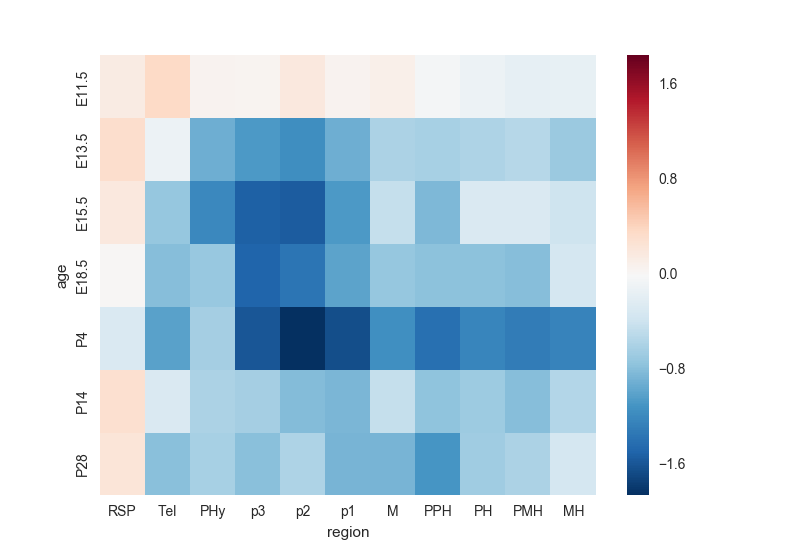 E11.5
E13.5
E15.5
E18.5
P4
P14
P28
age
RSP Tel PHy p3 p2 p1 M PPH PH PMH MH
region
1.6
0.8
0.0
−0.8
−1.6